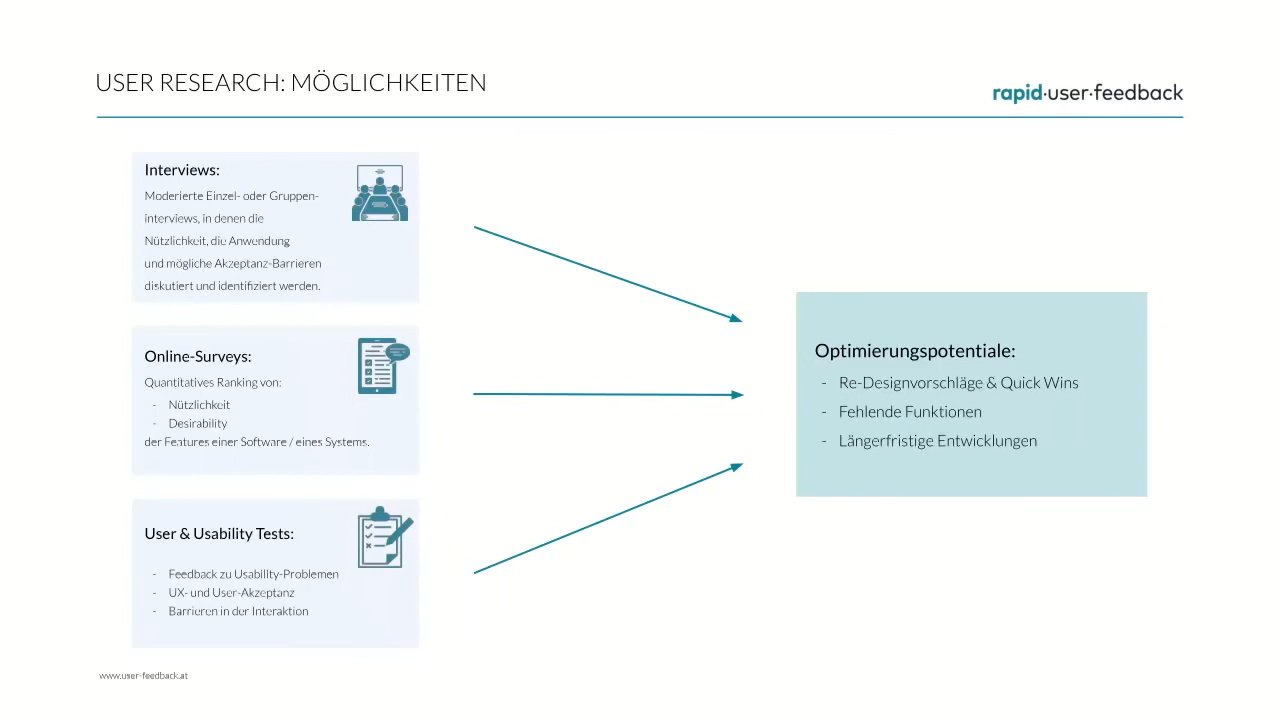 USER RESEARCH: MÖGLICHKEITEN
rapid·user·feedback
Interviews:
Moderierte Einzel- oder Gruppen-
interviews, in denen die
Nützlichkeit, die Anwendung
und mögliche Akzeptanz-Barrieren
diskutiert und identifiziert werden.
Online-Surveys:
Quantitatives Ranking von:
- Nützlichkeit
- Desirability
der Features einer Software / eines Systems.
User & Usability Tests:
- Feedback zu Usability-Problemen
- UX- und User-Akzeptanz
- Barrieren in der Interaktion
Optimierungspotentiale:
- Re-Designvorschläge & Quick Wins
- Fehlende Funktionen
- Längerfristige Entwicklungen
www.user-feedback.at